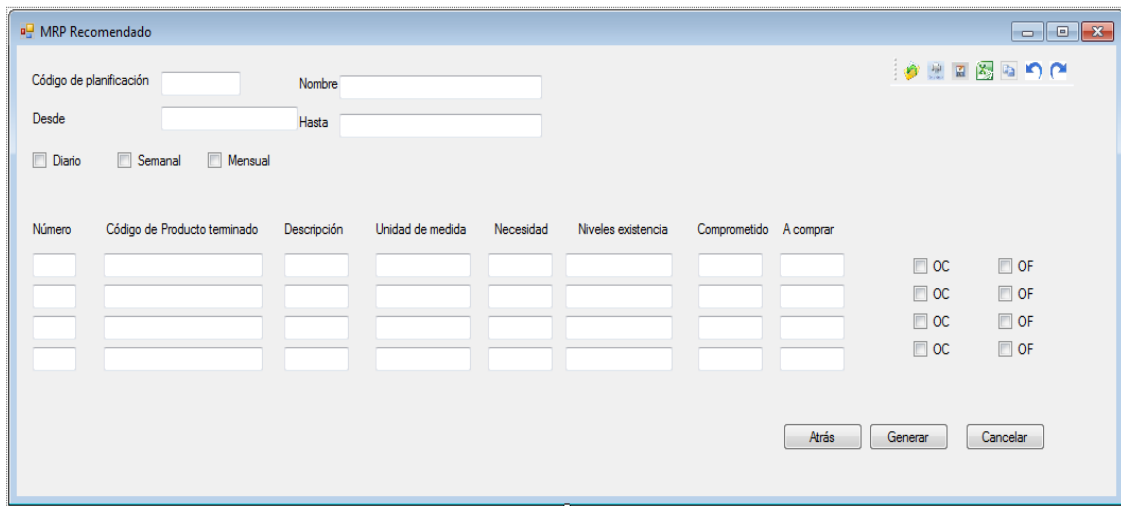 MRP Recomendado
Código de planificación Nombre
Desde Hasta
Diario Semanal Mensual
Número Código de Producto terminado Descripción Unidad de medida Necesidad Niveles existencia Comprometido A comprar
OC OF
OC OF
OC OF
OC OF
Atrás Generar Cancelar